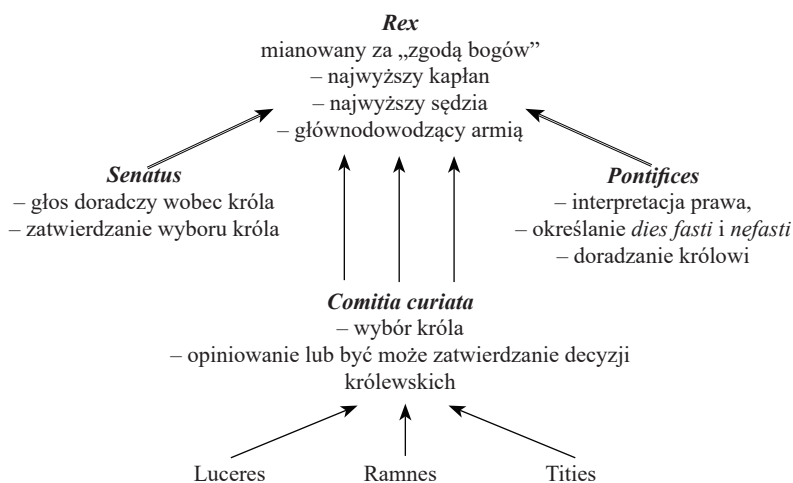 Rex
mianowany za „zgodą bogów”
– najwyższy kapłan
– najwyższy sędzia
– głównodowodzący armią
Senatus
– głos doradczy wobec króla
– zatwierdzanie wyboru króla
Pontifices
– interpretacja prawa,
– określanie dies fasti i nefasti
– doradzanie królowi
Comitia curiata
– wybór króla
– opiniowanie lub być może zatwierdzanie decyzji
królewskich
Luceres
Ramnes
Tities